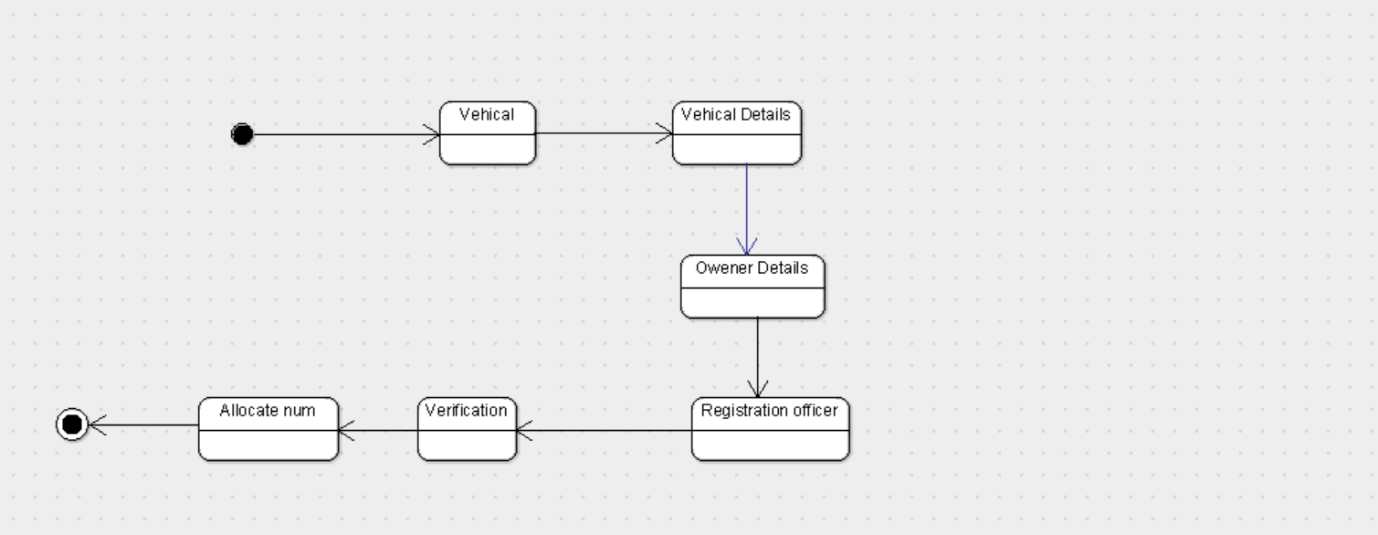 Vehical
Vehical Details
Owener Details
Registration officer
Verification
Allocate num